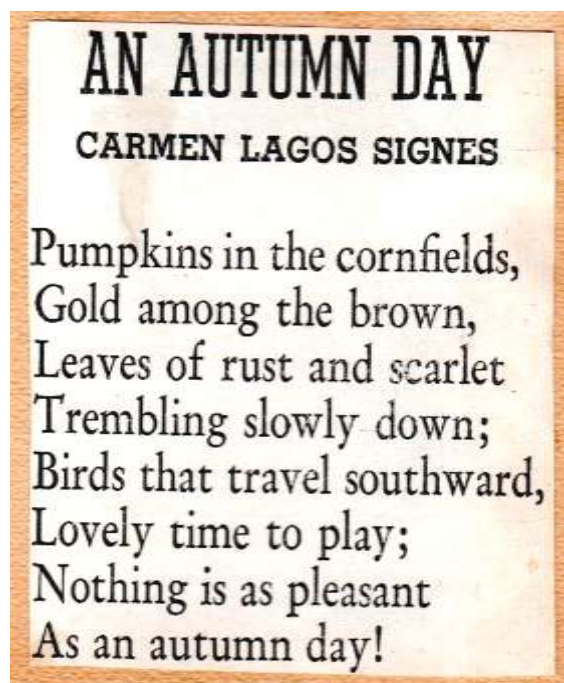 AN AUTUMN DAY
CARMEN LAGOS SIGNES
Pumpkins in the cornfields,
Gold among the brown,
Leaves of rust and scarlet
Trembling slowly down;
Birds that travel southward,
Lovely time to play;
Nothing is as pleasant
As an autumn day!